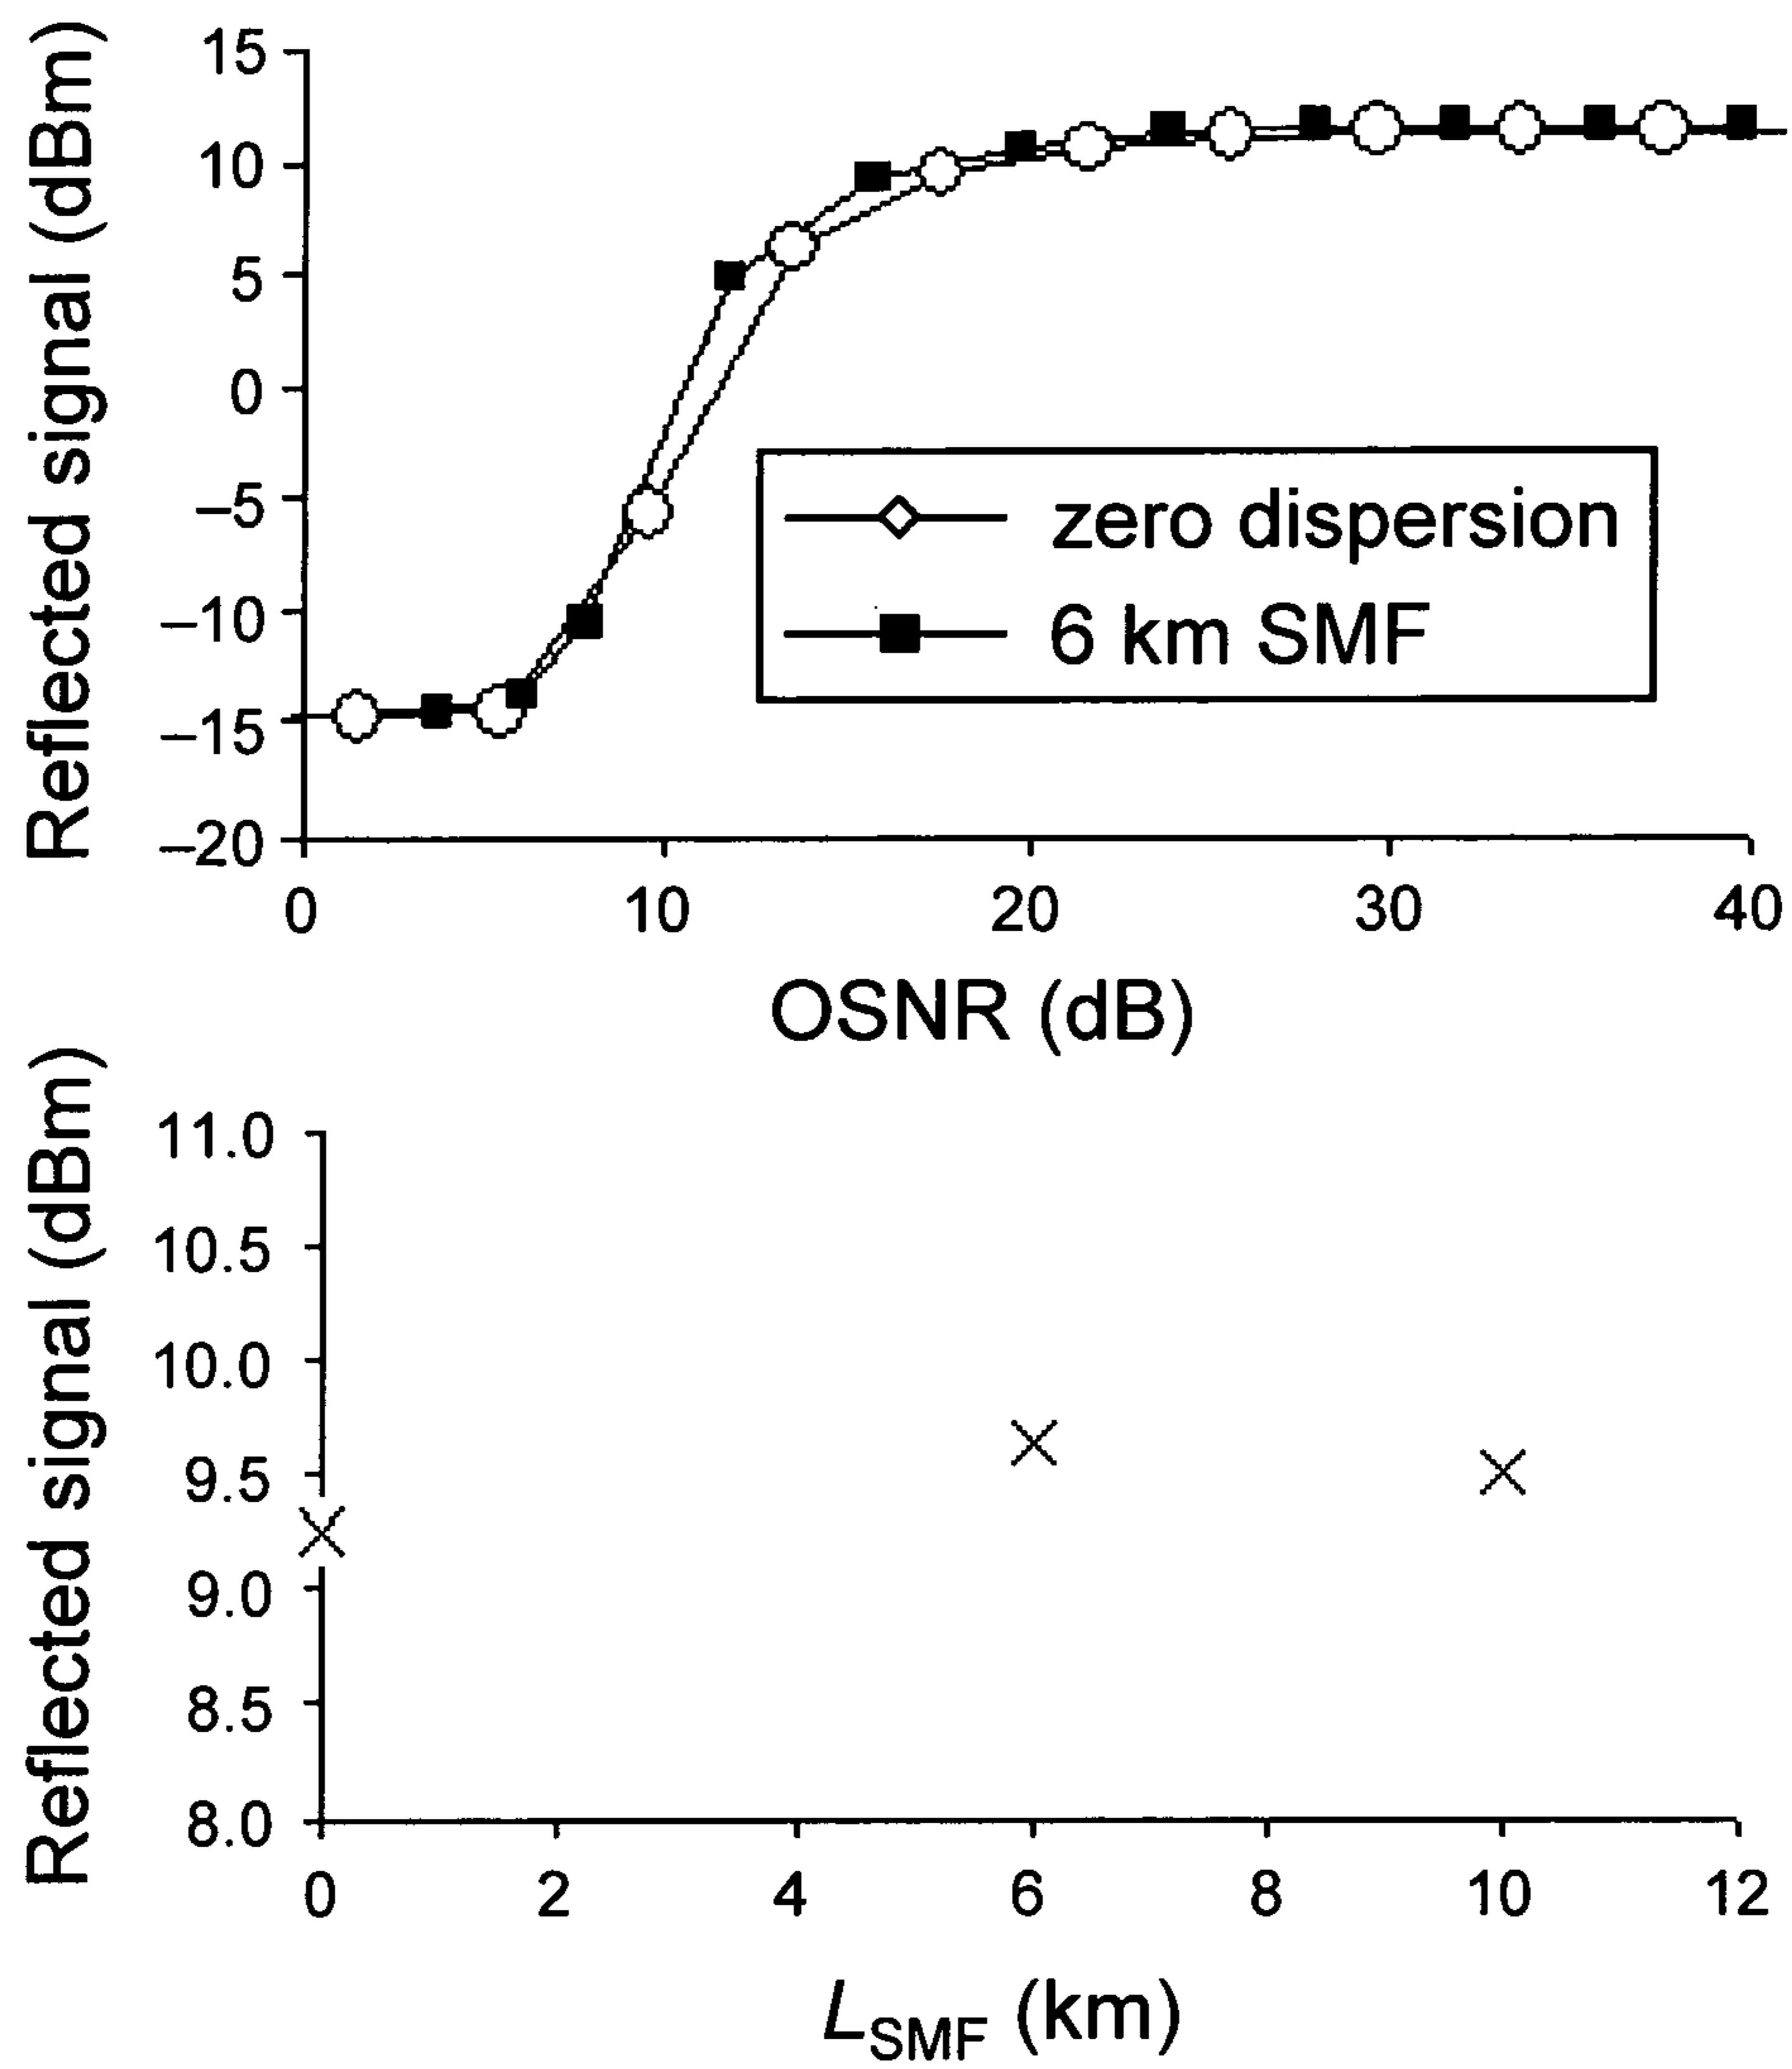 Reflected signal (dBm)
15
10
5
0
–5
–10
–15
–20
zero dispersion
6 km SMF
0 10 20 30 40
OSNR (dB)
Reflected signal (dBm)
11.0
10.5
10.0
9.5
9.0
8.5
8.0
0 2 4 6 8 10 12
LSMF (km)